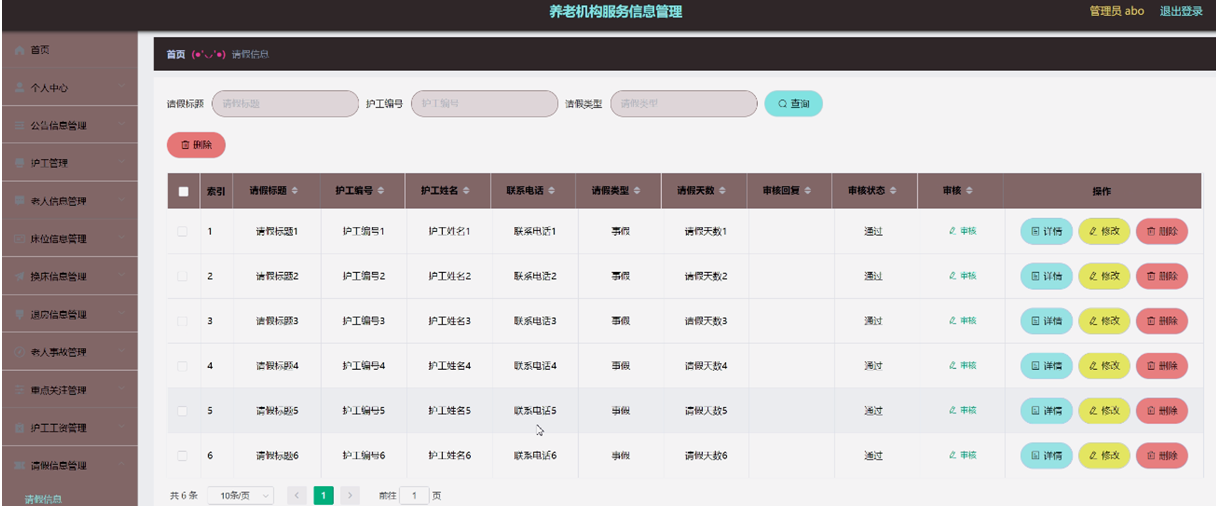 养老机构服务信息管理 管理员 abo 退出登录
首页
个人中心
公告信息管理
护工管理
老人信息管理
床位信息管理
换床信息管理
退房信息管理
老人事故管理
重点关注管理
护工工资管理
请假信息管理
请假信息
首页 (●'◡'●) 请假信息
请假标题 请假标题 护工编号 护工编号 请假类型 请假类型 查询
删除
索引 请假标题 护工编号 护工姓名 联系电话 请假类型 请假天数 审核回复 审核状态 审核 操作
1 请假标题1 护工编号1 护工姓名1 联系电话1 事假 请假天数1 通过 审核 详情 修改 删除
2 请假标题2 护工编号2 护工姓名2 联系电话2 事假 请假天数2 通过 审核 详情 修改 删除
3 请假标题3 护工编号3 护工姓名3 联系电话3 事假 请假天数3 通过 审核 详情 修改 删除
4 请假标题4 护工编号4 护工姓名4 联系电话4 事假 请假天数4 通过 审核 详情 修改 删除
5 请假标题5 护工编号5 护工姓名5 联系电话5 事假 请假天数5 通过 审核 详情 修改 删除
6 请假标题6 护工编号6 护工姓名6 联系电话6 事假 请假天数6 通过 审核 详情 修改 删除
共 6 条 10条/页 < 1 > 前往 1 页